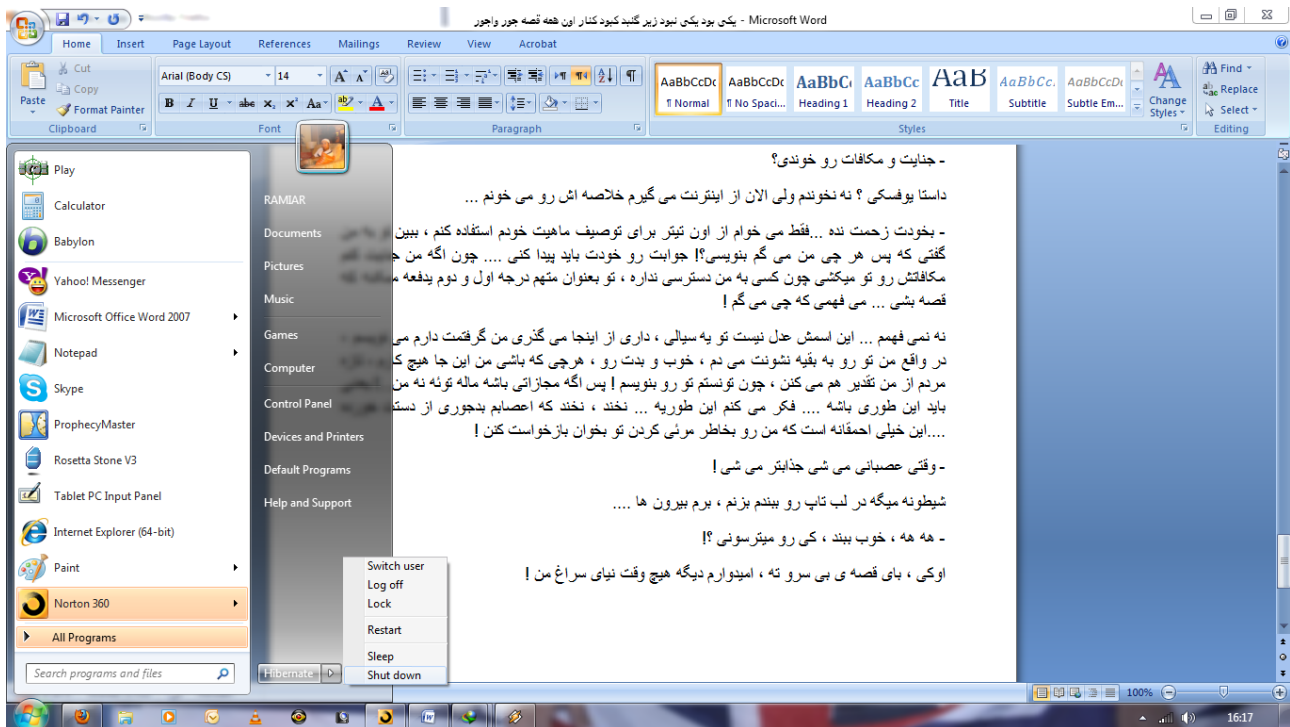 یکی بود یکی نبود زیر گنبد کبود کنار اون همه قصه جور واجور - Microsoft Word
Home Insert Page Layout References Mailings Review View Acrobat
Paste
Cut
Copy
Format Painter
Clipboard
Arial (Body CS) 14
Font
Paragraph
AaBbCcDc AaBbCcDc AaBbC AaBbCc AaB AaBbCc. AaBbCcDc
¶ Normal ¶ No Spaci... Heading 1 Heading 2 Title Subtitle Subtle Em...
Change Styles
Styles
Find
Replace
Select
Editing
Play
Calculator
Babylon
Yahoo! Messenger
Microsoft Office Word 2007
Notepad
Skype
ProphecyMaster
Rosetta Stone V3
Tablet PC Input Panel
Internet Explorer (64-bit)
Paint
Norton 360
All Programs
Search programs and files
RAMIAR
Documents
Pictures
Music
Games
Computer
Control Panel
Devices and Printers
Default Programs
Help and Support
Hibernate
Switch user
Log off
Lock
Restart
Sleep
Shut down
- جنایت و مکافات رو خوندی؟
داستا یوفسکی ؟ نه نخوندم ولی الان از اینترنت می گیرم خلاصه اش رو می خونم ...
- بخودت زحمت نده ...فقط می خوام از اون تیتر برای توصیف ماهیت خودم استفاده کنم ، ببین
گفتی که پس هر چی من می گم بنویسی؟! جوابت رو خودت باید پیدا کنی .... چون اگه من
مکافاتش رو تو میکشی چون کسی به من دسترسی نداره ، تو بعنوان متهم درجه اول و دوم یدفعه
قصه بشی ... می فهمی که چی می گم !
نه نمی فهمم ... این اسمش عدل نیست تو یه سیالی ، داری از اینجا می گذری من گرفتمت دارم می
در واقع من تو رو به بقیه نشونت می دم ، خوب و بدت رو ، هرچی که باشی من این جا هیچ
مردم از من تقدیر هم می کنن ، چون تونستم تو رو بنویسم ! پس اگه مجازاتی باشه ماله توئه نه من
باید این طوری باشه .... فکر می کنم این طوریه ... نخند ، نخند که اعصابم بدجوری از دستت
....این خیلی احمقانه است که من رو بخاطر مرئی کردن تو بخوان بازخواست کنن !
- وقتی عصبانی می شی جذابتر می شی !
شیطونه میگه در لب تاپ رو ببندم بزنم ، برم بیرون ها ....
- هه هه ، خوب ببند ، کی رو میترسونی ؟!
اوکی ، بای قصه ی بی سرو ته ، امیدوارم دیگه هیچ وقت نیای سراغ من !
100%
16:17